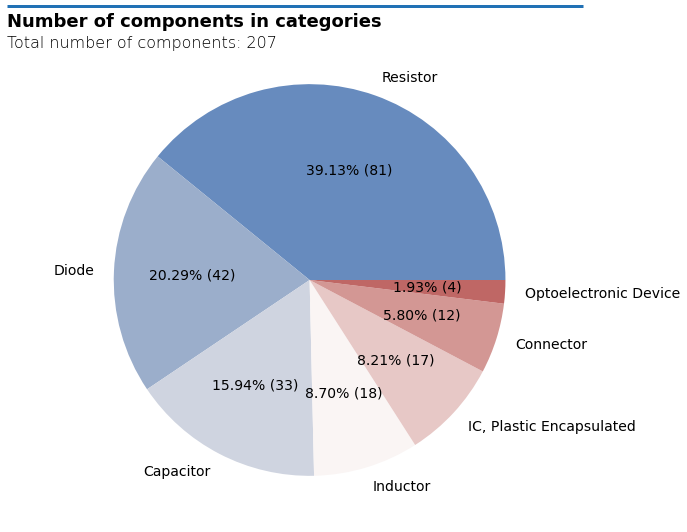 Number of components in categories
Total number of components: 207
Resistor
39.13% (81)
Diode
20.29% (42)
Capacitor
15.94% (33)
Inductor
8.70% (18)
IC, Plastic Encapsulated
8.21% (17)
Connector
5.80% (12)
Optoelectronic Device
1.93% (4)